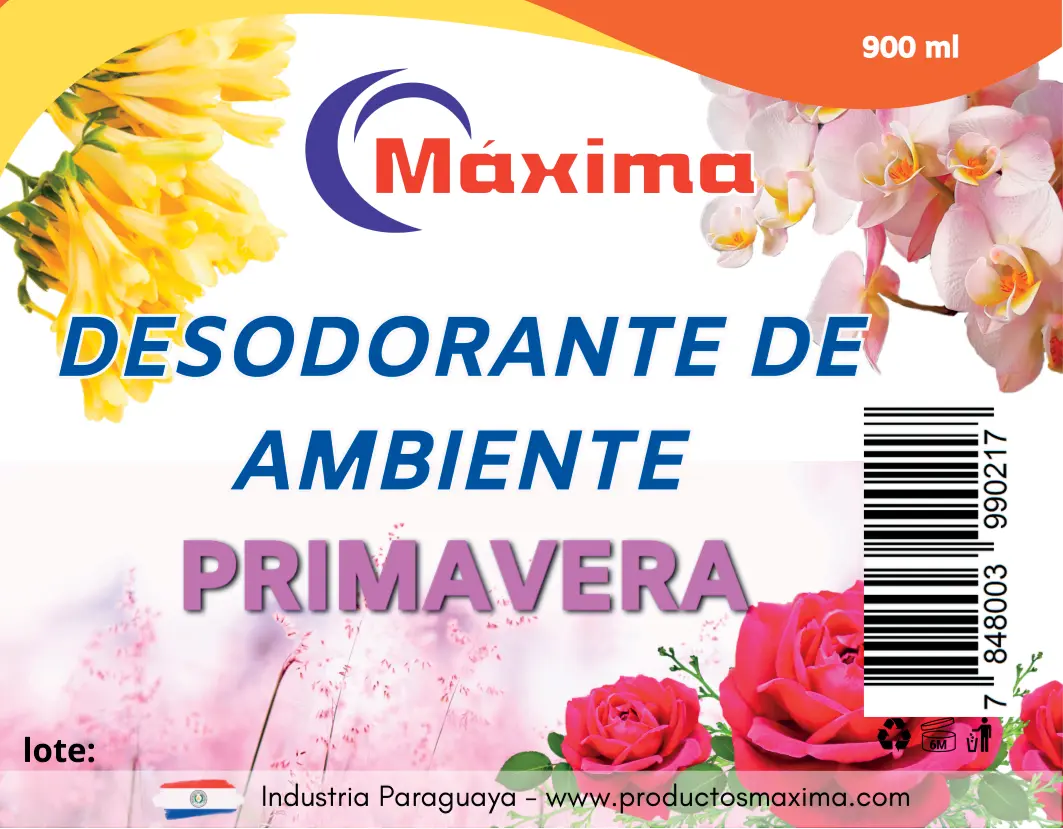 900 ml
Máxima
DESODORANTE DE
AMBIENTE
PRIMAVERA
7 848003 990217
6M
lote:
Industria Paraguaya - www.productosmaxima.com